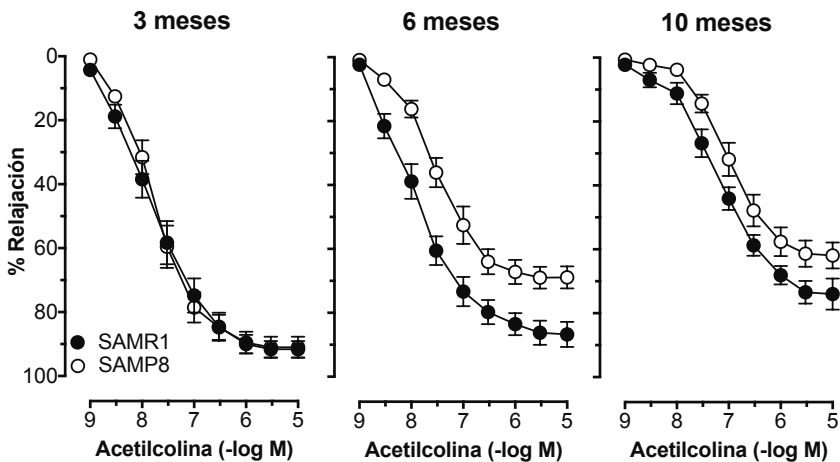 3 meses
6 meses
10 meses
% Relajación
0
20
40
60
80
100
SAMR1
SAMP8
9 8 7 6 5
9 8 7 6 5
9 8 7 6 5
Acetilcolina (-log M)
Acetilcolina (-log M)
Acetilcolina (-log M)